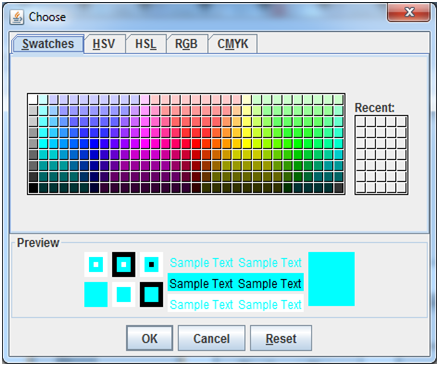 Choose
Swatches HSV HSL RGB CMYK
Recent:
Preview
Sample Text Sample Text
Sample Text Sample Text
Sample Text Sample Text
OK Cancel Reset